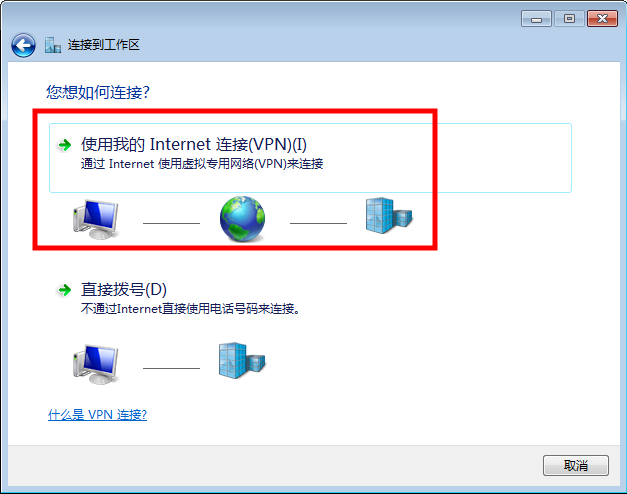 连接到工作区
您想如何连接?
使用我的 Internet 连接(VPN)(I)
通过 Internet 使用虚拟专用网络(VPN)来连接
直接拨号(D)
不通过Internet直接使用电话号码来连接。
什么是 VPN 连接?
取消